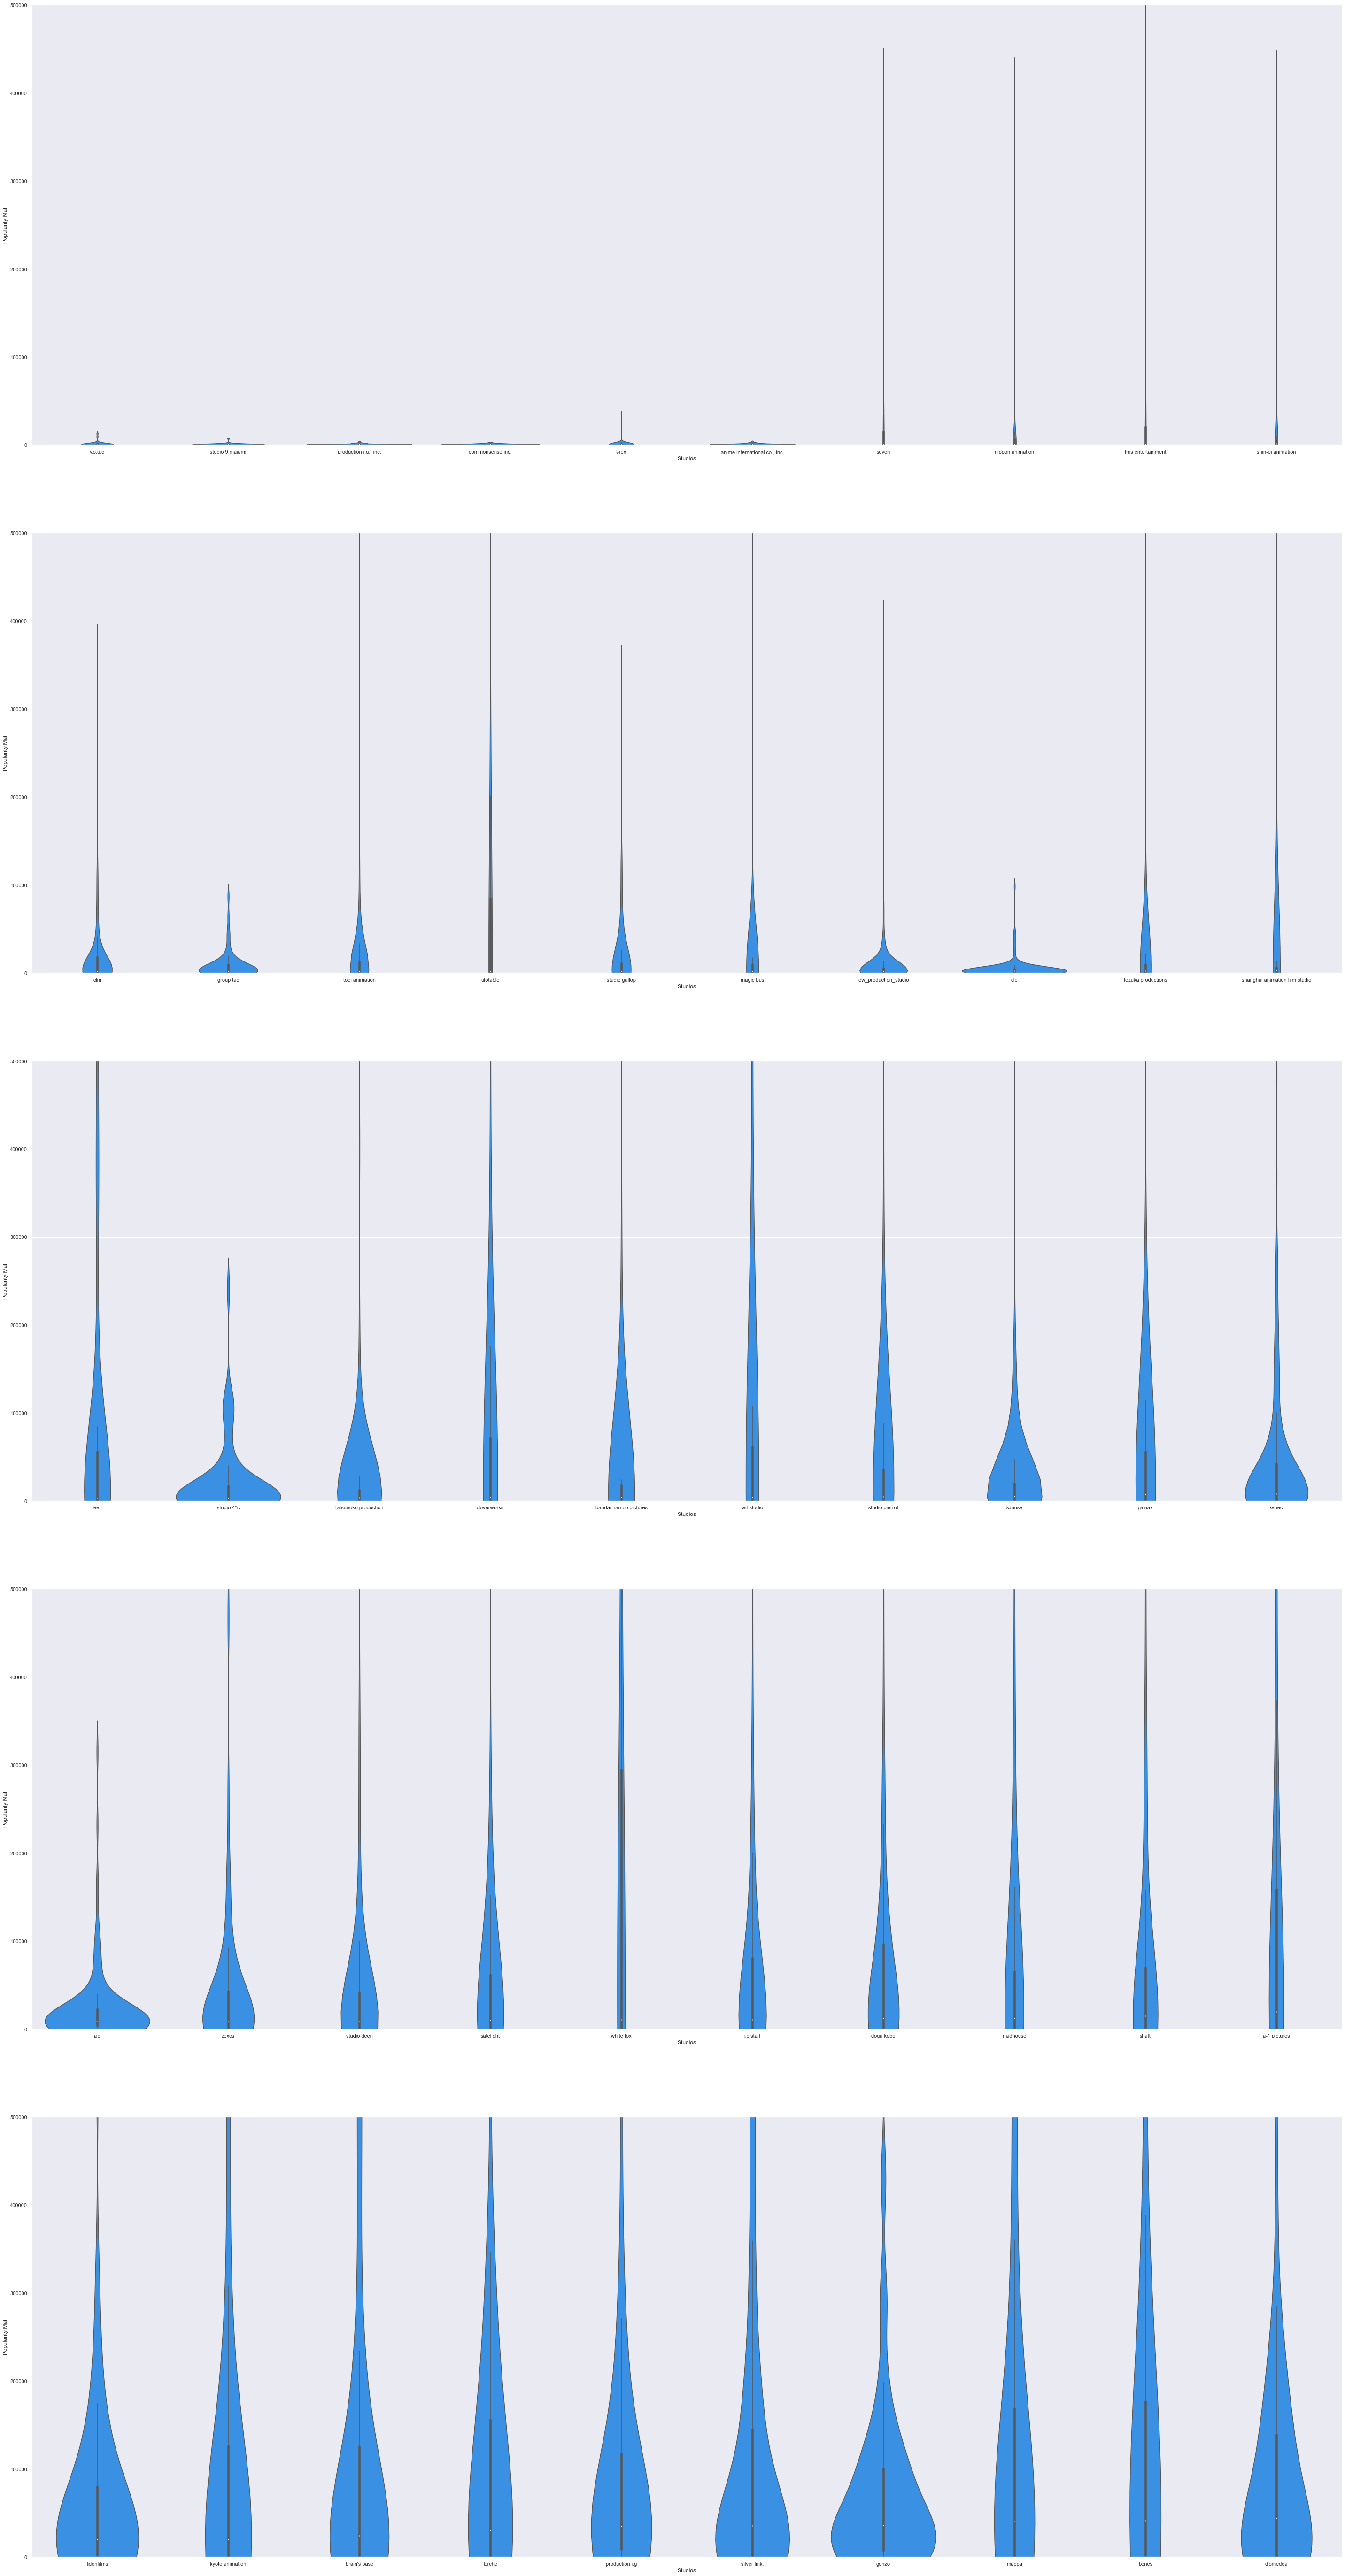 500000
400000
300000
200000
100000
0
Popularity Mal
y.o.u.c
studio 9 maiami
production i.g., inc.
commonsense inc.
t-rex
anime international co., inc.
seven
nippon animation
tms entertainment
shin-ei animation
Studios
500000
400000
300000
200000
100000
0
Popularity Mal
olm
group tac
toei animation
ufotable
studio gallop
magic bus
few_production_studio
dle
tezuka productions
shanghai animation film studio
Studios
500000
400000
300000
200000
100000
0
Popularity Mal
feel.
studio 4°c
tatsunoko production
cloverworks
bandai namco pictures
wit studio
studio pierrot
sunrise
gainax
xebec
Studios
500000
400000
300000
200000
100000
0
Popularity Mal
aic
zexcs
studio deen
satelight
white fox
j.c.staff
doga kobo
madhouse
shaft
a-1 pictures
Studios
500000
400000
300000
200000
100000
0
Popularity Mal
lidenfilms
kyoto animation
brain's base
lerche
production i.g
silver link.
gonzo
mappa
bones
diomedéa
Studios